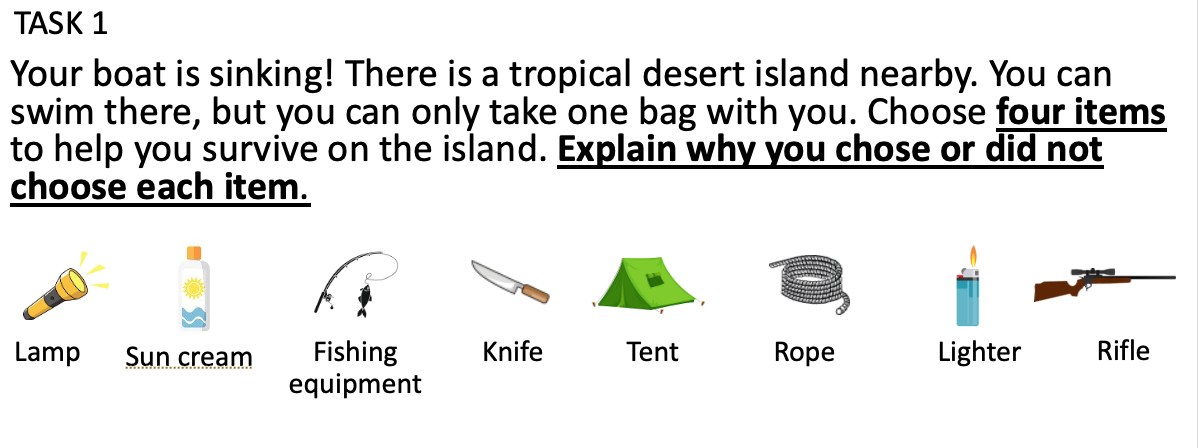 TASK 1
Your boat is sinking! There is a tropical desert island nearby. You can
swim there, but you can only take one bag with you. Choose four items
to help you survive on the island. Explain why you chose or did not
choose each item.
Lamp
Sun cream
Fishing
equipment
Knife
Tent
Rope
Lighter
Rifle